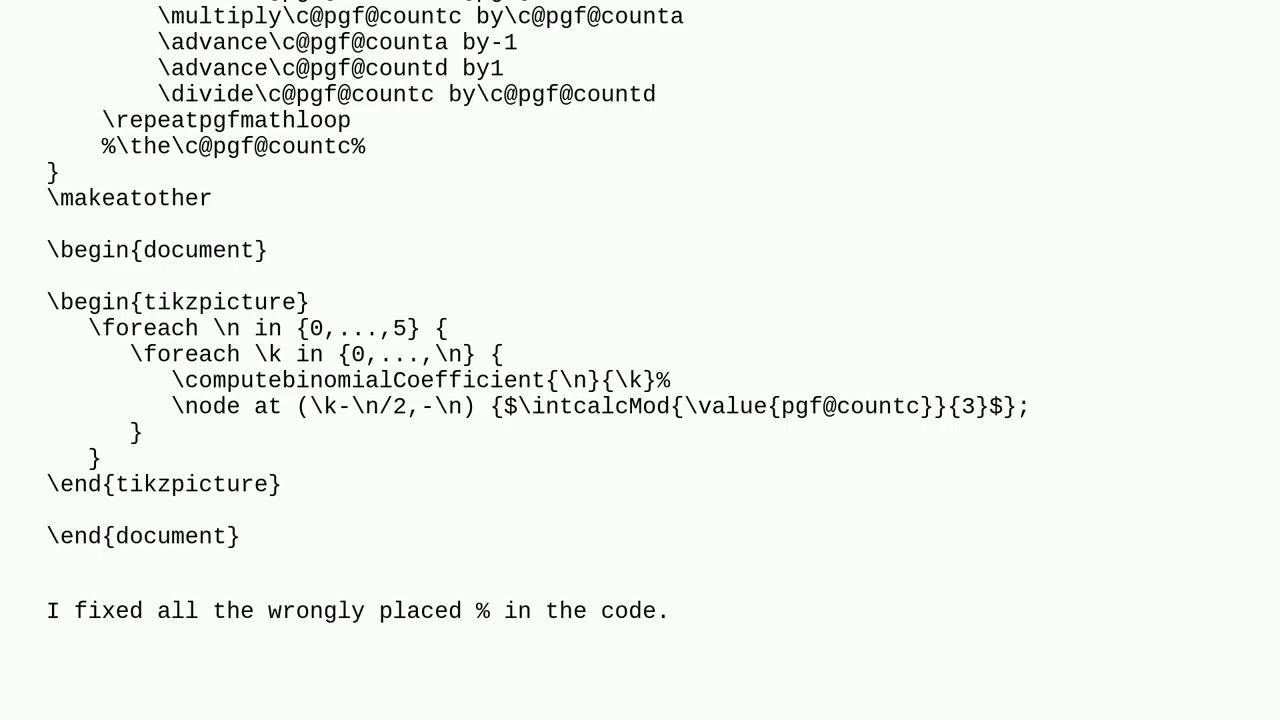 \multiply\c@pgf@countc by\c@pgf@counta
\advance\c@pgf@counta by-1
\advance\c@pgf@countd by1
\divide\c@pgf@countc by\c@pgf@countd
\repeatpgfmathloop
%\the\c@pgf@countc%
}
\makeatother
\begin{document}
\begin{tikzpicture}
\foreach \n in {0,...,5} {
\foreach \k in {0,...,\n} {
\computebinomialCoefficient{\n}{\k}%
\node at (\k-\n/2,-\n) {$\intcalcMod{\value{pgf@countc}}{3}$};
}
}
\end{tikzpicture}
\end{document}
I fixed all the wrongly placed % in the code.